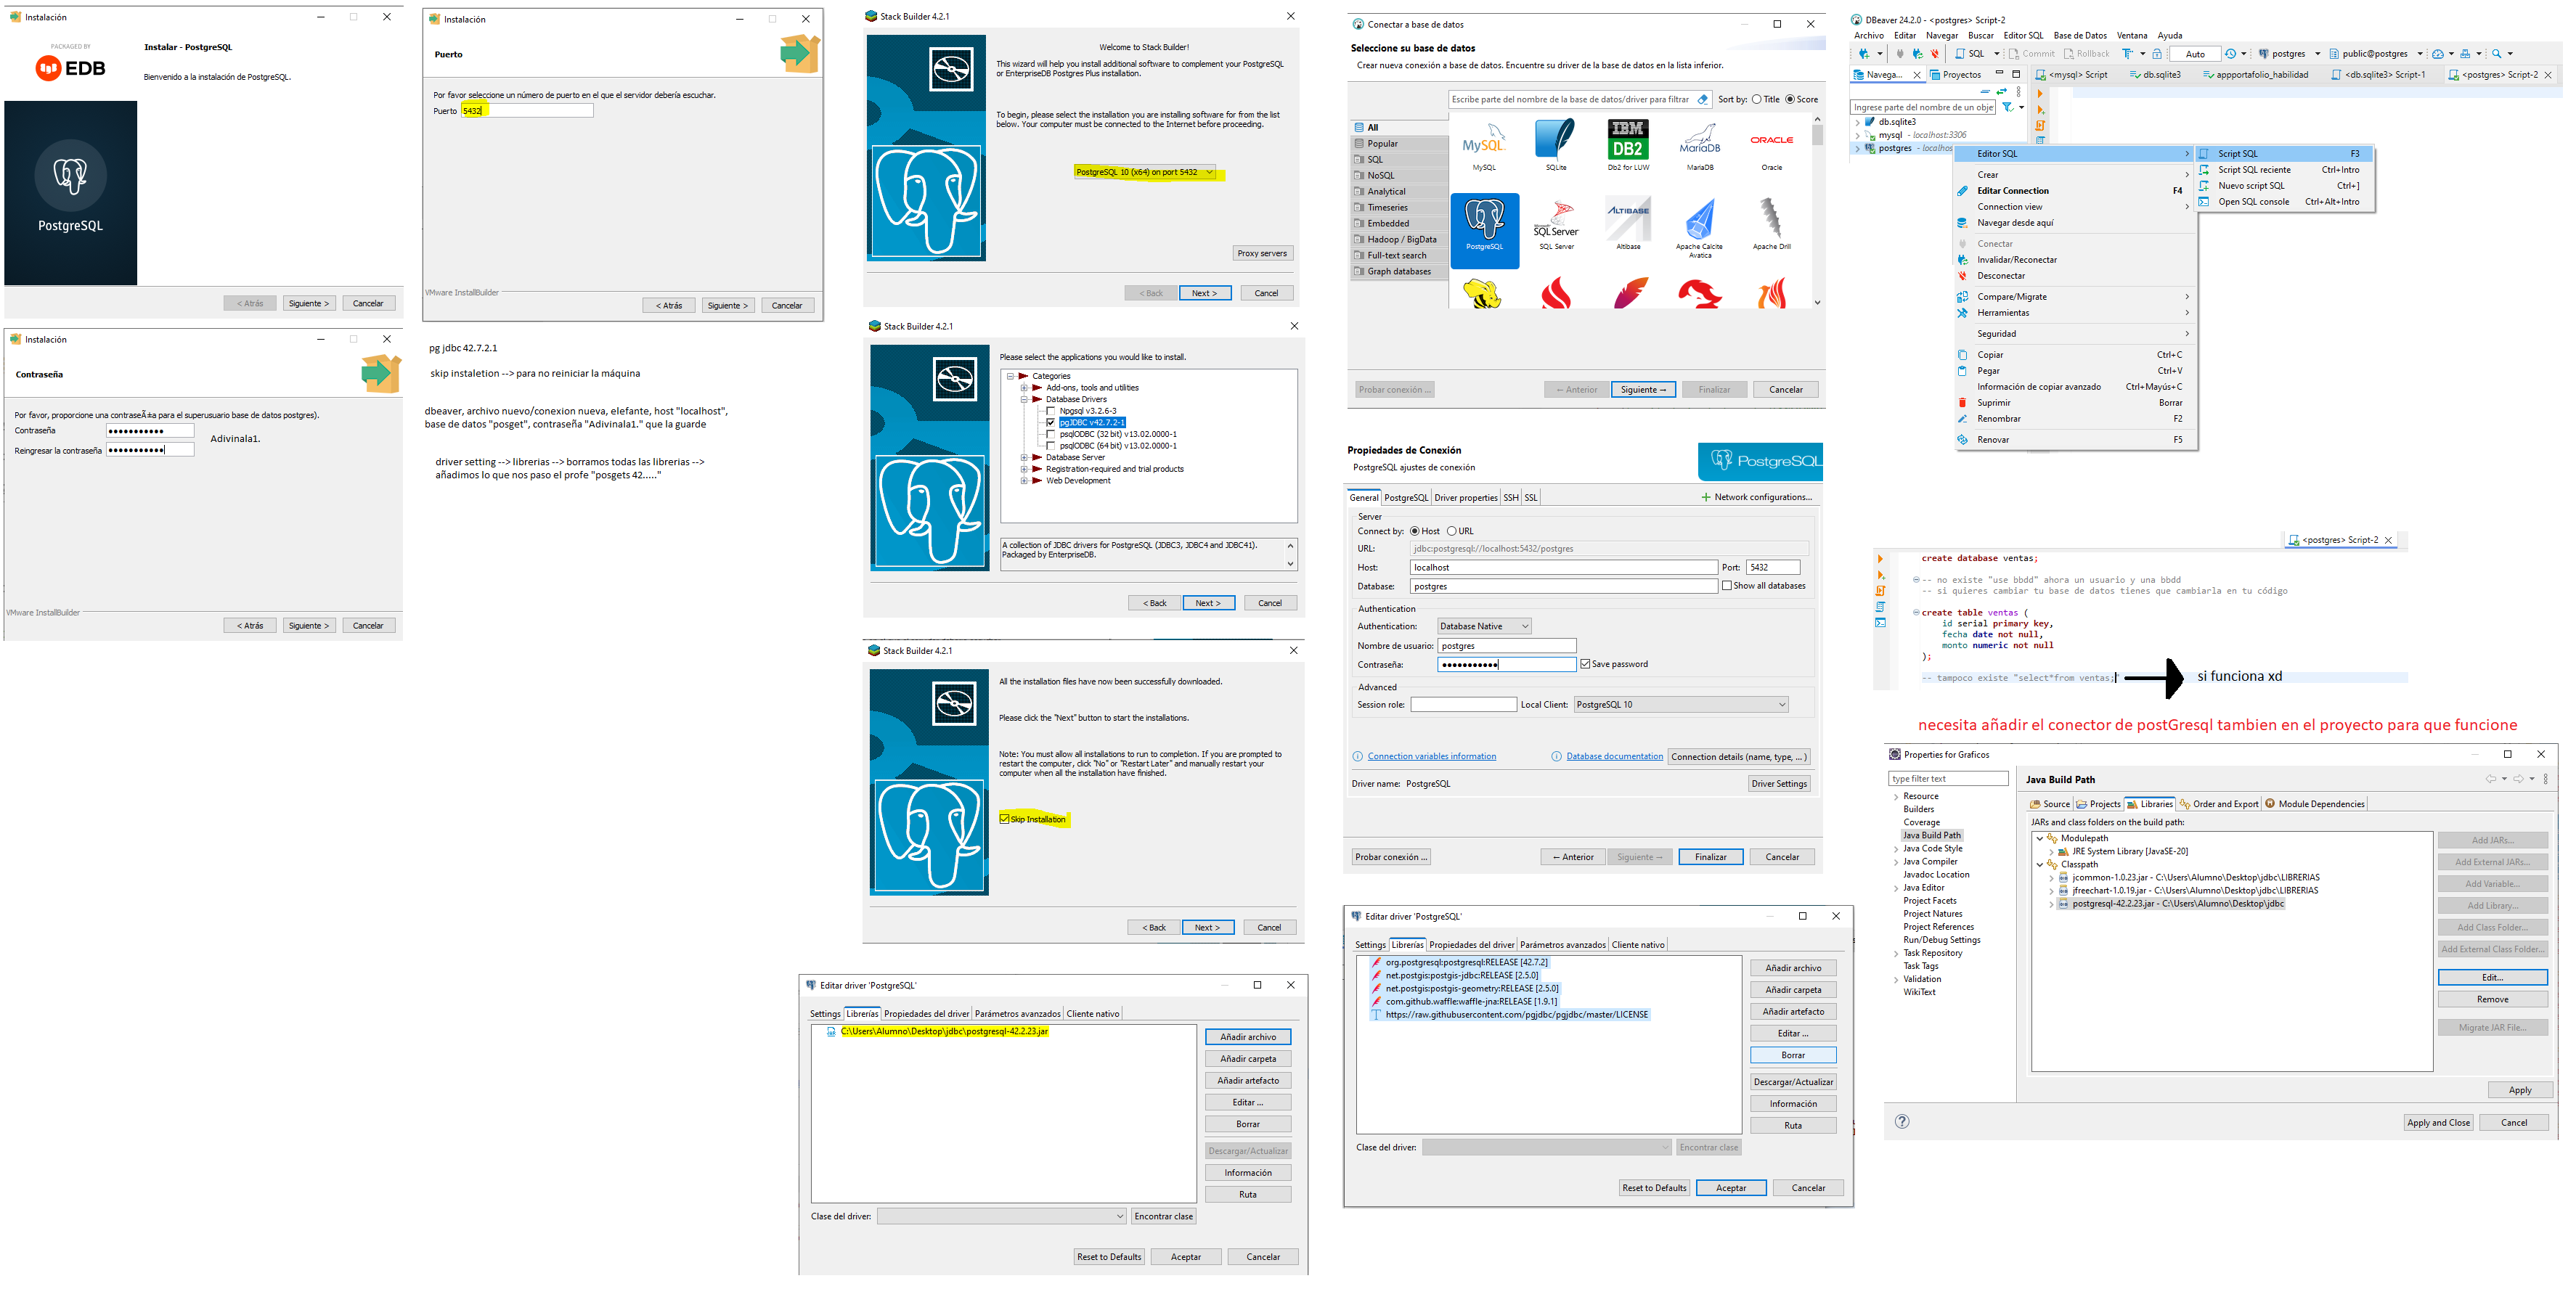 Instalación
PACKAGED BY
EDB
Instalar - PostgreSQL
Bienvenido a la instalación de PostgreSQL.
PostgreSQL
< Atrás
Siguiente >
Cancelar
Instalación
Contraseña
Por favor, proporcione una contraseÃ±a para el superusuario base de datos postgres).
Contraseña
Reingresar la contraseña
Adivinala1.
VMware InstallBuilder
< Atrás
Siguiente >
Cancelar
Instalación
Puerto
Por favor seleccione un número de puerto en el que el servidor debería escuchar.
Puerto 5432
VMware InstallBuilder
< Atrás
Siguiente >
Cancelar
pg jdbc 42.7.2.1
skip instaletion --> para no reiniciar la máquina
dbeaver, archivo nuevo/conexion nueva, elefante, host "localhost",
base de datos "posget", contraseña "Adivinala1." que la guarde
driver setting --> librerias --> borramos todas las librerias -->
añadimos lo que nos paso el profe "posgets 42....."
Stack Builder 4.2.1
Welcome to Stack Builder!
This wizard will help you install additional software to complement your PostgreSQL
or EnterpriseDB Postgres Plus installation.
To begin, please select the installation you are installing software for from the list
below. Your computer must be connected to the Internet before proceeding.
PostgreSQL 10 (x64) on port 5432
Proxy servers
< Back
Next >
Cancel
Stack Builder 4.2.1
Please select the applications you would like to install.
Categories
Add-ons, tools and utilities
Database Drivers
Npgsql v3.2.6-3
pgJDBC v42.7.2-1
psqlODBC (32 bit) v13.02.0000-1
psqlODBC (64 bit) v13.02.0000-1
Database Server
Registration-required and trial products
Web Development
A collection of JDBC drivers for PostgreSQL (JDBC3, JDBC4 and JDBC41).
Packaged by EnterpriseDB.
< Back
Next >
Cancel
Stack Builder 4.2.1
All the installation files have now been successfully downloaded.
Please click the "Next" button to start the installations.
Note: You must allow all installations to run to completion. If you are prompted to
restart the computer, click "No" or "Restart Later" and manually restart your
computer when all the installation have finished.
Skip Installation
< Back
Next >
Cancel
Editar driver 'PostgreSQL'
Settings Librerías Propiedades del driver Parámetros avanzados Cliente nativo
C:\Users\Alumno\Desktop\jdbc\postgresql-42.2.23.jar
Añadir archivo
Añadir carpeta
Añadir artefacto
Editar ...
Borrar
Descargar/Actualizar
Información
Ruta
Clase del driver:
Encontrar clase
Reset to Defaults
Aceptar
Cancelar
Conectar a base de datos
Seleccione su base de datos
Crear nueva conexión a base de datos. Encuentre su driver de la base de datos en la lista inferior.
Escribe parte del nombre de la base de datos/driver para filtrar
Sort by: Title Score
All
Popular
SQL
NoSQL
Analytical
Timeseries
Embedded
Hadoop / BigData
Full-text search
Graph databases
MySQL
MySQL
SQLite
IBM
DB2
Db2 for LUW
MariaDB
MariaDB
ORACLE
Oracle
PostgreSQL
SQL Server
SQL Server
ALTIBASE
Altibase
Apache Calcite
Avatica
Apache Drill
Probar conexión ...
← Anterior
Siguiente →
Finalizar
Cancelar
Propiedades de Conexión
PostgreSQL ajustes de conexión
PostgreSQL
General PostgreSQL Driver properties SSH SSL
Network configurations...
Server
Connect by: Host URL
URL: jdbc:postgresql://localhost:5432/postgres
Host: localhost Port: 5432
Database: postgres Show all databases
Authentication
Authentication: Database Native
Nombre de usuario: postgres
Contraseña: Save password
Advanced
Session role: Local Client: PostgreSQL 10
Connection variables information
Database documentation
Connection details (name, type, ... )
Driver name: PostgreSQL
Driver Settings
Probar conexión ...
← Anterior
Siguiente →
Finalizar
Cancelar
Editar driver 'PostgreSQL'
Settings Librerías Propiedades del driver Parámetros avanzados Cliente nativo
org.postgresql:postgresql:RELEASE [42.7.2]
net.postgis:postgis-jdbc:RELEASE [2.5.0]
net.postgis:postgis-geometry:RELEASE [2.5.0]
com.github.waffle:waffle-jna:RELEASE [1.9.1]
https://raw.githubusercontent.com/pgjdbc/pgjdbc/master/LICENSE
Añadir archivo
Añadir carpeta
Añadir artefacto
Editar ...
Borrar
Descargar/Actualizar
Información
Ruta
Clase del driver:
Encontrar clase
Reset to Defaults
Aceptar
Cancelar
DBeaver 24.2.0 - <postgres> Script-2
Archivo Editar Navegar Buscar Editor SQL Base de Datos Ventana Ayuda
SQL Commit Rollback Auto postgres public@postgres
Navega... Proyectos <mysql> Script db.sqlite3 appportafolio_habilidad <db.sqlite3> Script-1 <postgres> Script-2
Ingrese parte del nombre de un obje
db.sqlite3
mysql - localhost:3306
postgres - localhos
Editor SQL
Crear
Editar Connection F4
Connection view
Navegar desde aquí
Conectar
Invalidar/Reconectar
Desconectar
Compare/Migrate
Herramientas
Seguridad
Copiar Ctrl+C
Pegar Ctrl+V
Información de copiar avanzado Ctrl+Mayús+C
Suprimir Borrar
Renombrar F2
Renovar F5
Script SQL F3
Script SQL reciente Ctrl+Intro
Nuevo script SQL Ctrl+]
Open SQL console Ctrl+Alt+Intro
<postgres> Script-2
create database ventas;
-- no existe "use bbdd" ahora un usuario y una bbdd
-- si quieres cambiar tu base de datos tienes que cambiarla en tu código
create table ventas (
id serial primary key,
fecha date not null,
monto numeric not null
);
-- tampoco existe "select*from ventas;"
si funciona xd
necesita añadir el conector de postGresql tambien en el proyecto para que funcione
Properties for Graficos
type filter text
Resource
Builders
Coverage
Java Build Path
Java Code Style
Java Compiler
Javadoc Location
Java Editor
Project Facets
Project Natures
Project References
Run/Debug Settings
Task Repository
Task Tags
Validation
WikiText
Java Build Path
Source Projects Libraries Order and Export Module Dependencies
JARs and class folders on the build path:
Modulepath
JRE System Library [JavaSE-20]
Classpath
jcommon-1.0.23.jar - C:\Users\Alumno\Desktop\jdbc\LIBRERIAS
jfreechart-1.0.19.jar - C:\Users\Alumno\Desktop\jdbc\LIBRERIAS
postgresql-42.2.23.jar - C:\Users\Alumno\Desktop\jdbc
Add JARs...
Add External JARs...
Add Variable...
Add Library...
Add Class Folder...
Add External Class Folder...
Edit...
Remove
Migrate JAR File...
Apply
Apply and Close
Cancel